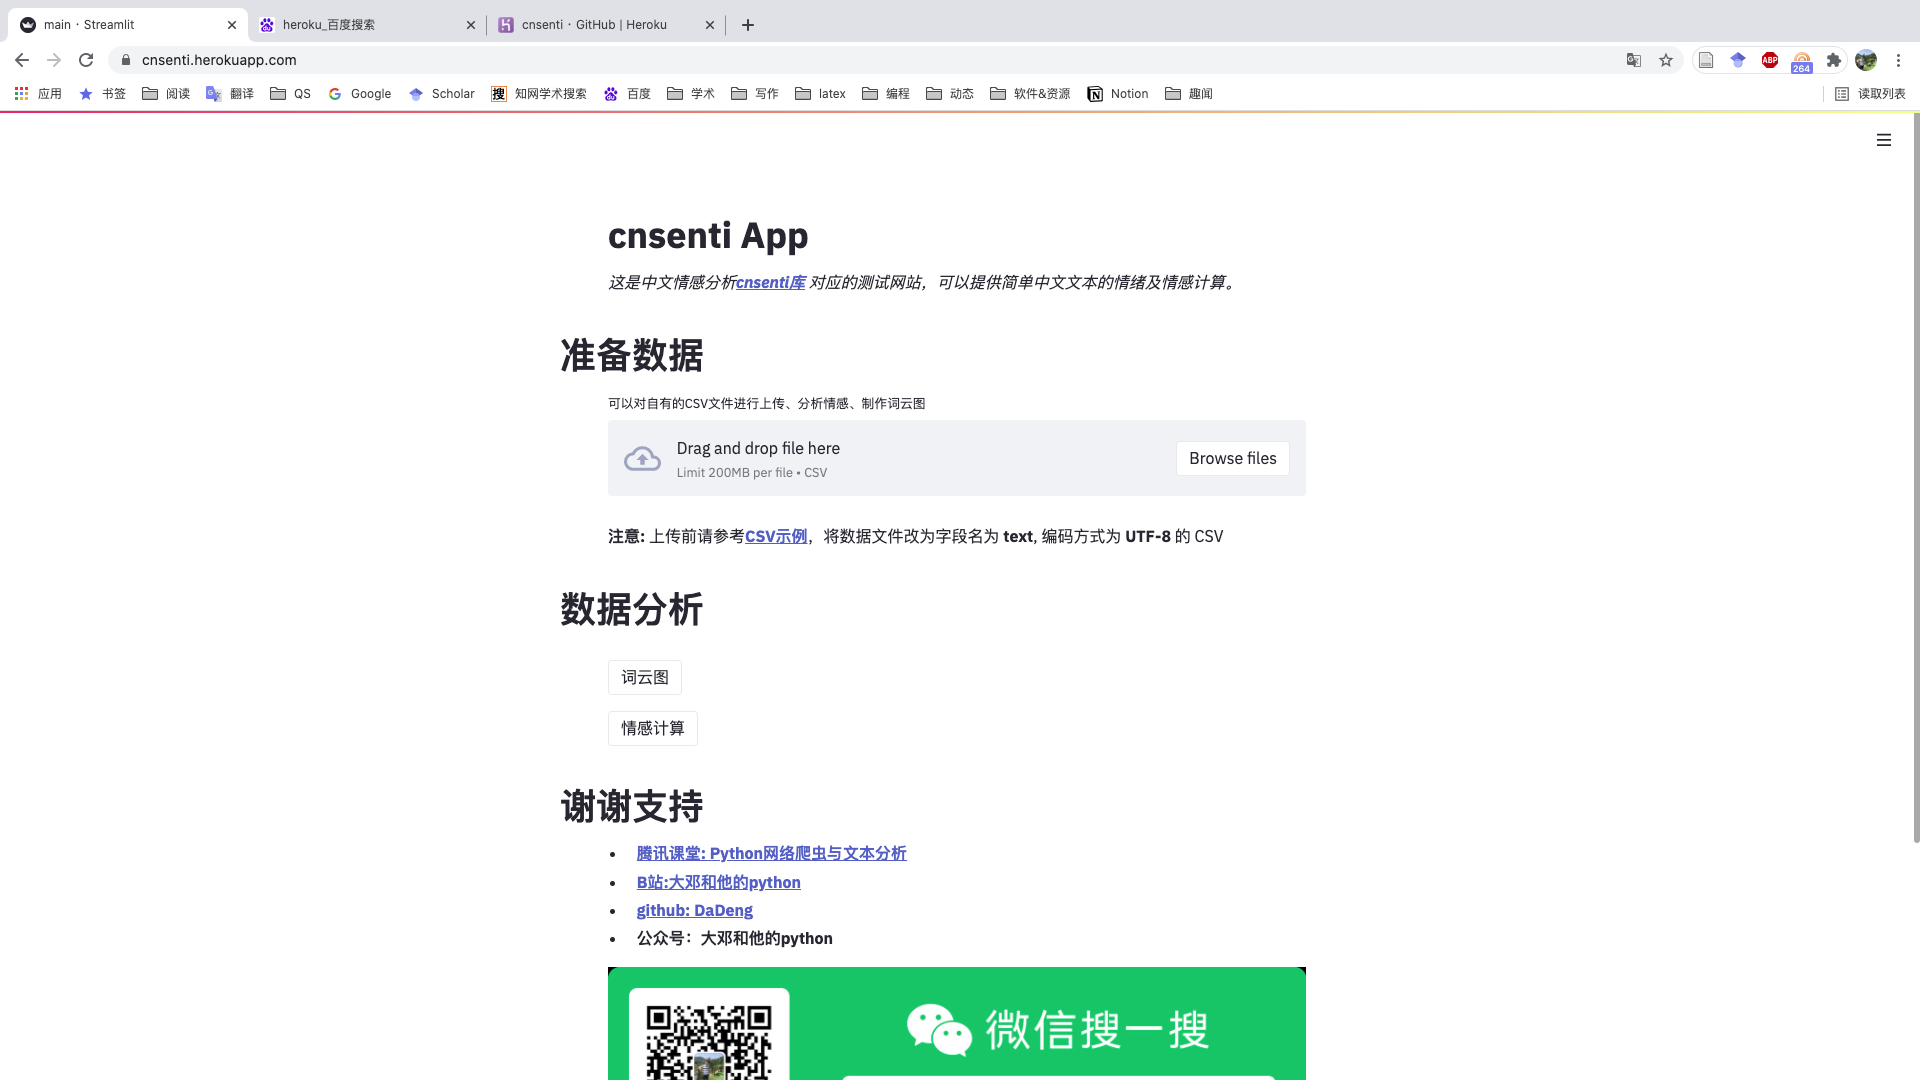 main · Streamlit
heroku_百度搜索
cnsenti · GitHub | Heroku
cnsenti.herokuapp.com
ABP
264
应用
书签
阅读
翻译
QS
Google
Scholar
搜 知网学术搜索
百度
学术
写作
latex
编程
动态
软件&资源
Notion
趣闻
读取列表
cnsenti App
这是中文情感分析cnsenti库 对应的测试网站，可以提供简单中文文本的情绪及情感计算。
准备数据
可以对自有的CSV文件进行上传、分析情感、制作词云图
Drag and drop file here
Limit 200MB per file • CSV
Browse files
注意: 上传前请参考CSV示例，将数据文件改为字段名为 text, 编码方式为 UTF-8 的 CSV
数据分析
词云图
情感计算
谢谢支持
• 腾讯课堂: Python网络爬虫与文本分析
• B站:大邓和他的python
• github: DaDeng
• 公众号：大邓和他的python
微信搜一搜